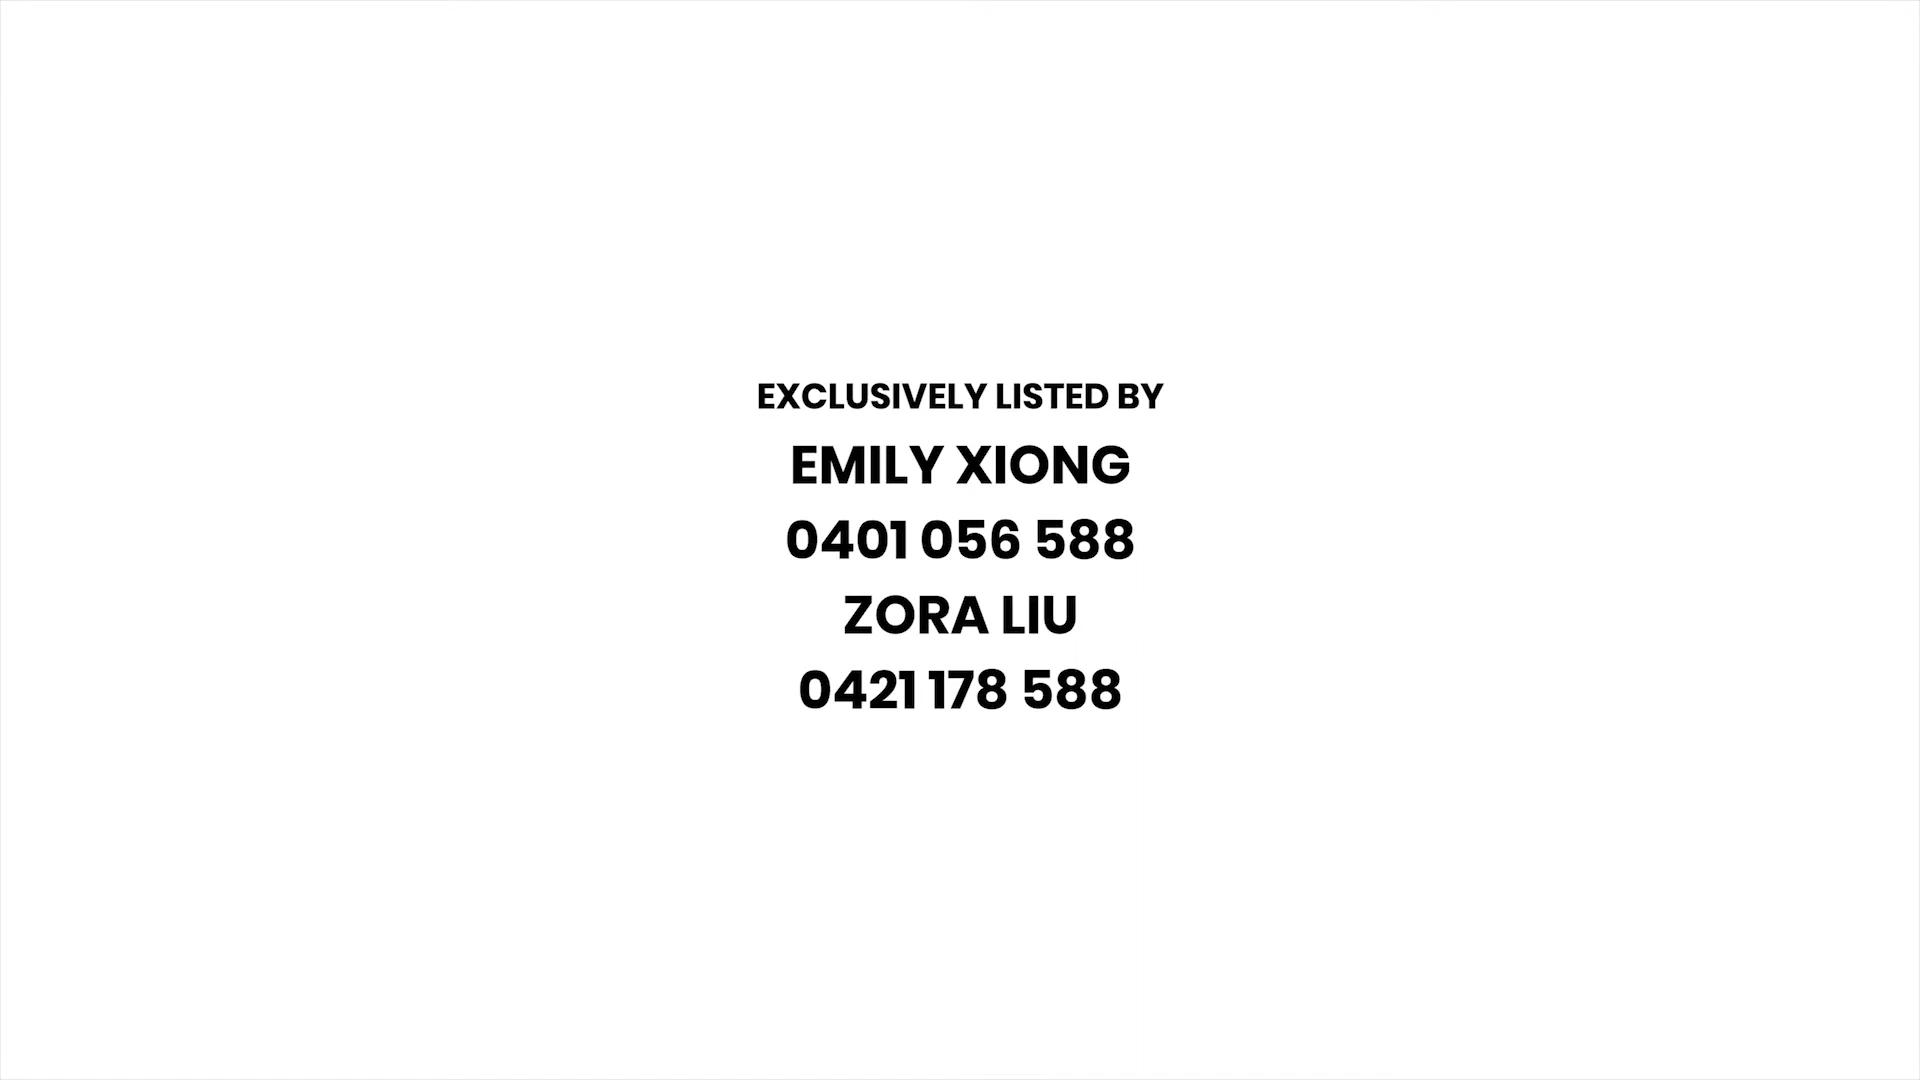 EXCLUSIVELY LISTED BY
EMILY XIONG
0401 056 588
ZORA LIU
0421 178 588